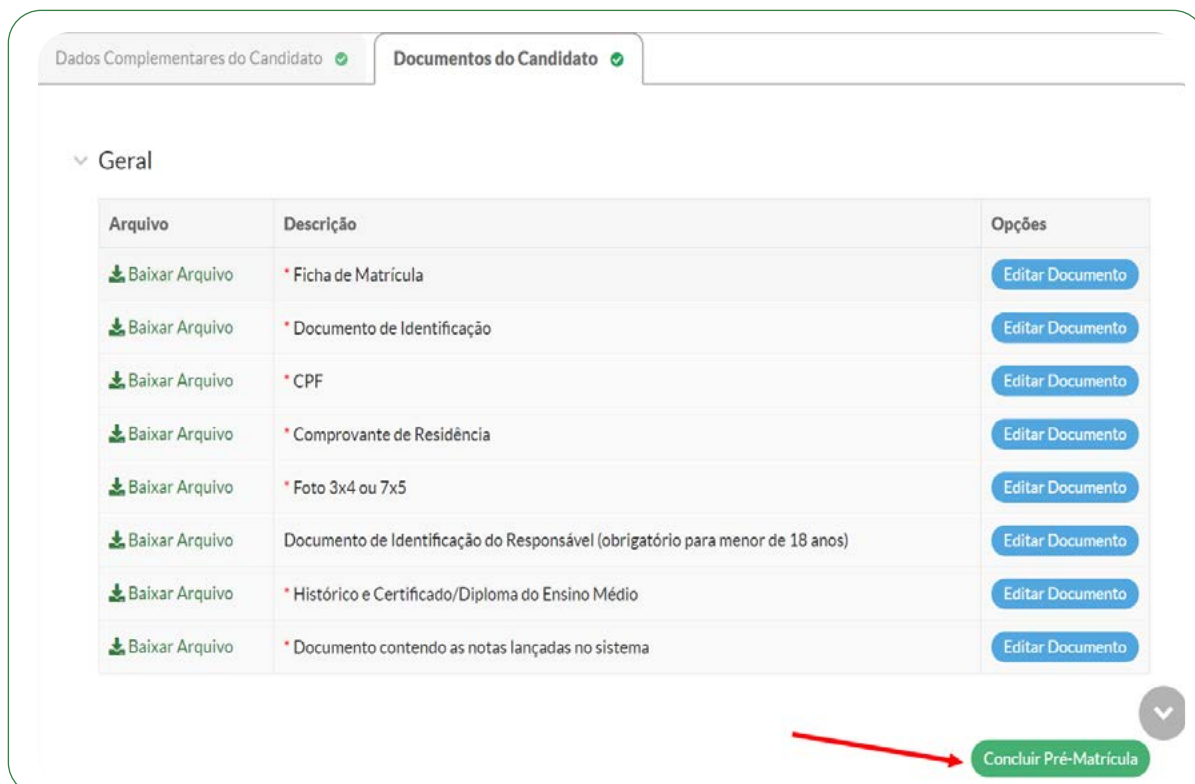 Dados Complementares do Candidato
Documentos do Candidato
Geral
Arquivo Descrição Opções
Baixar Arquivo * Ficha de Matrícula Editar Documento
Baixar Arquivo * Documento de Identificação Editar Documento
Baixar Arquivo * CPF Editar Documento
Baixar Arquivo * Comprovante de Residência Editar Documento
Baixar Arquivo * Foto 3x4 ou 7x5 Editar Documento
Baixar Arquivo Documento de Identificação do Responsável (obrigatório para menor de 18 anos) Editar Documento
Baixar Arquivo * Histórico e Certificado/Diploma do Ensino Médio Editar Documento
Baixar Arquivo * Documento contendo as notas lançadas no sistema Editar Documento
Concluir Pré-Matrícula